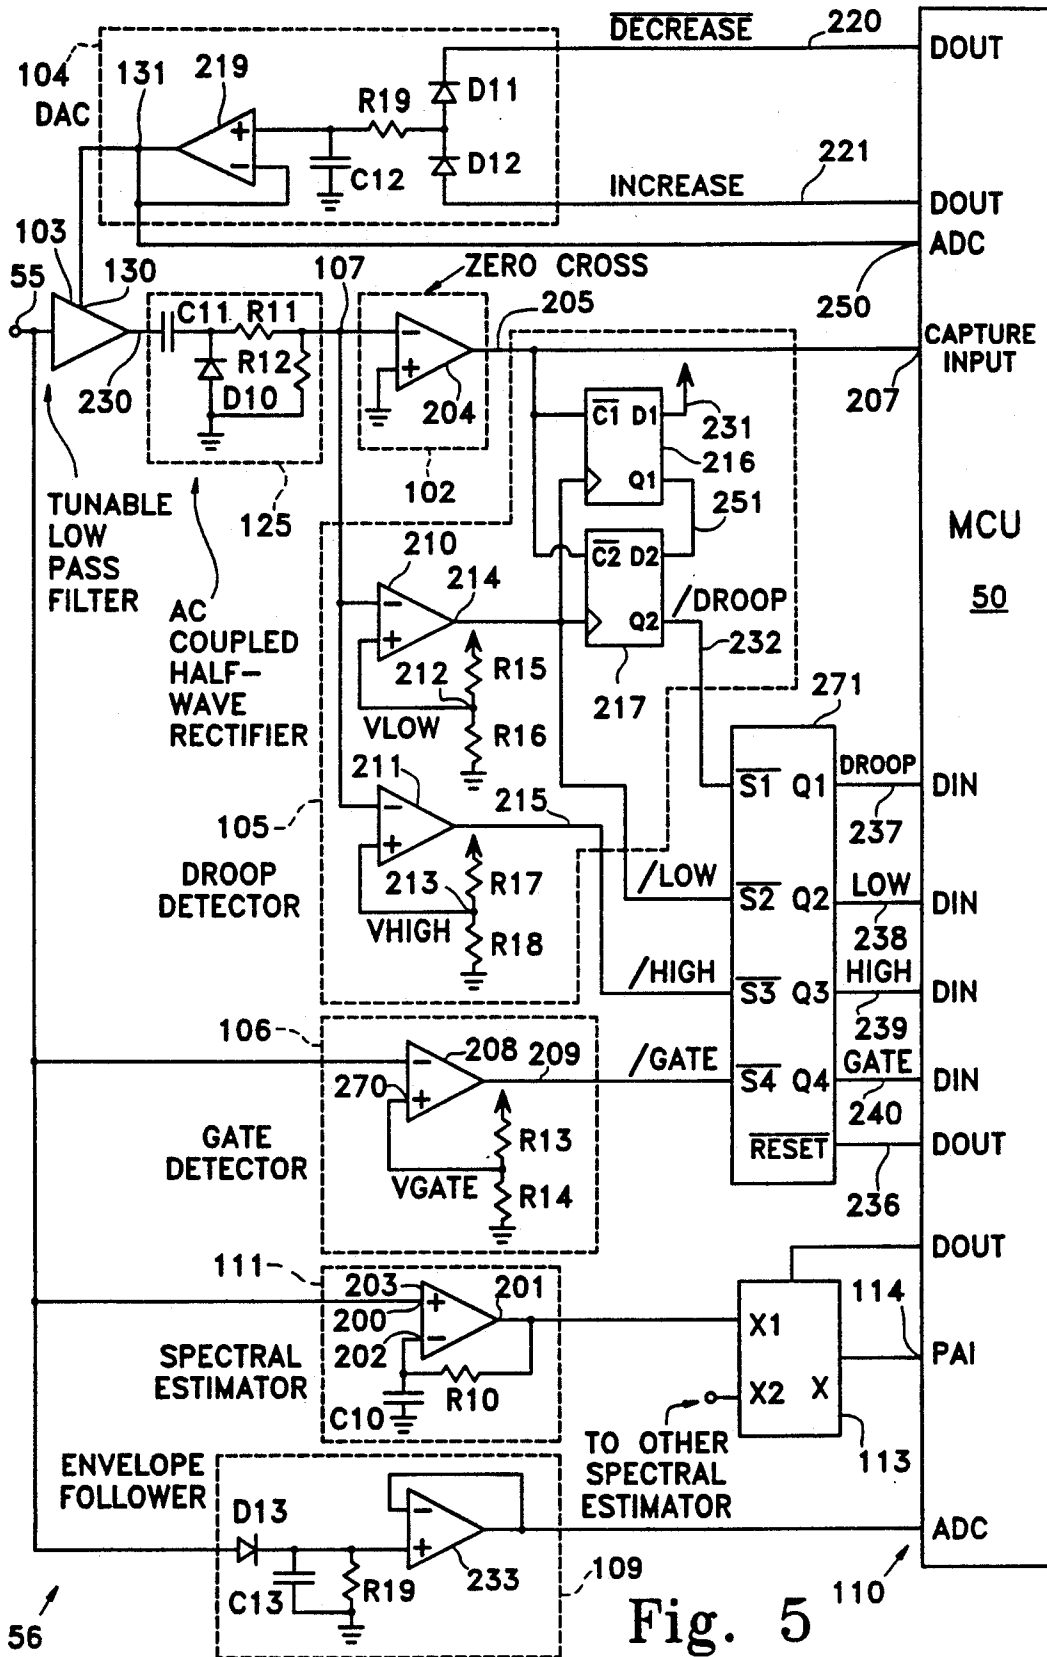 DECREASE
220
DOUT
104
131
219
DAC
R19
D11
D12
C12
221
INCREASE
DOUT
ADC
250
103
55
130
107
ZERO CROSS
205
C11
R11
R12
D10
230
204
CAPTURE
INPUT
207
C1 D1
231
216
Q1
251
102
125
TUNABLE
LOW
PASS
FILTER
MCU
50
210
214
C2 D2
/DROOP
Q2
232
217
AC
COUPLED
HALF-
WAVE
RECTIFIER
212
R15
VLOW
R16
271
211
215
S1 Q1
DROOP
DIN
237
105
DROOP
DETECTOR
R17
213
VHIGH
R18
/LOW
S2 Q2
LOW
DIN
238
/HIGH
S3 Q3
HIGH
DIN
239
106
208
209
/GATE
S4 Q4
GATE
DIN
240
270
GATE
DETECTOR
R13
VGATE
R14
RESET
DOUT
236
DOUT
111
203
200
201
202
114
X1
PAI
SPECTRAL
ESTIMATOR
R10
C10
X2 X
113
TO OTHER
SPECTRAL
ESTIMATOR
ENVELOPE
FOLLOWER
D13
C13
R19
233
ADC
109
110
56
Fig. 5